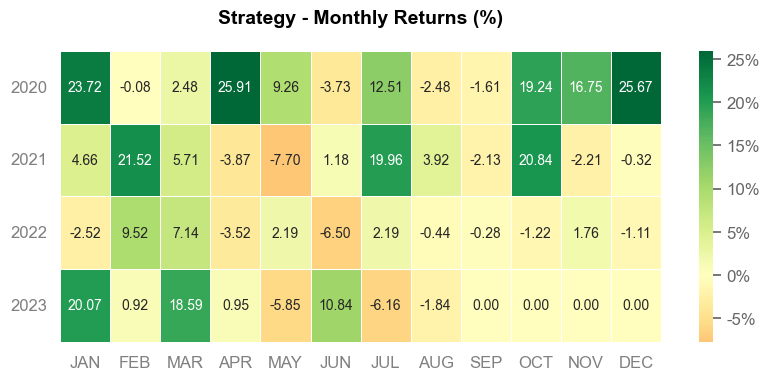 Strategy - Monthly Returns (%)
2020 23.72 -0.08 2.48 25.91 9.26 -3.73 12.51 -2.48 -1.61 19.24 16.75 25.67
2021 4.66 21.52 5.71 -3.87 -7.70 1.18 19.96 3.92 -2.13 20.84 -2.21 -0.32
2022 -2.52 9.52 7.14 -3.52 2.19 -6.50 2.19 -0.44 -0.28 -1.22 1.76 -1.11
2023 20.07 0.92 18.59 0.95 -5.85 10.84 -6.16 -1.84 0.00 0.00 0.00 0.00
JAN FEB MAR APR MAY JUN JUL AUG SEP OCT NOV DEC
25%
20%
15%
10%
5%
0%
-5%